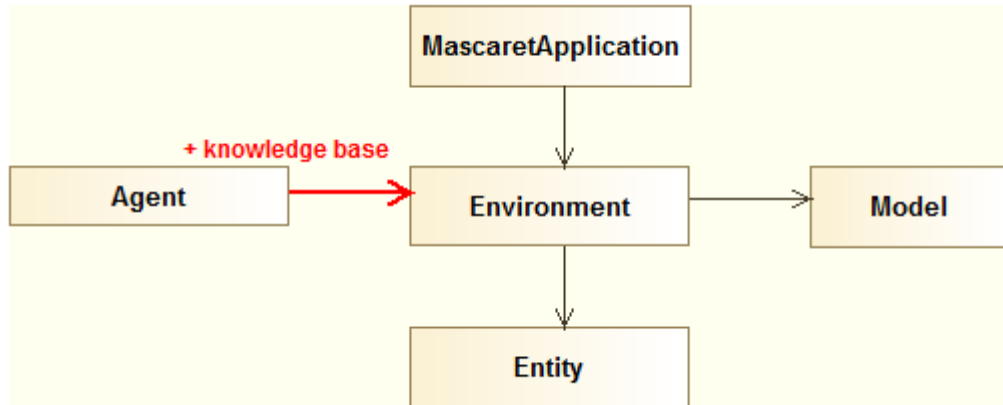 MascaretApplication
+ knowledge base
Agent
Environment
Model
Entity